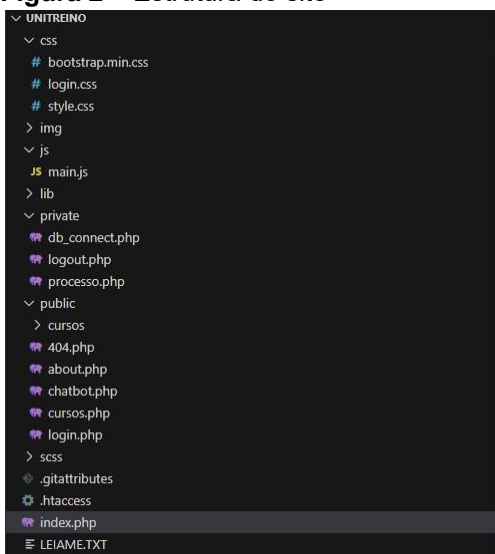 Figura 2 – Estrutura do site
UNITREINO
css
# bootstrap.min.css
# login.css
# style.css
img
js
JS main.js
lib
private
db_connect.php
logout.php
processo.php
public
cursos
404.php
about.php
chatbot.php
cursos.php
login.php
scss
.gitattributes
.htaccess
index.php
LEIAME.TXT